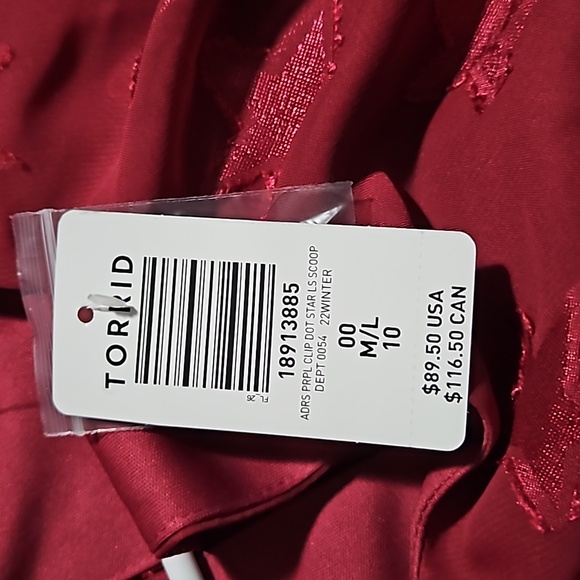 TORRID
FL_26
18913885
ADRS PRPL CLIP DOT STAR LS SCOOP
DEPT 0054 22WINTER
00
M/L
10
$89.50 USA
$116.50 CAN